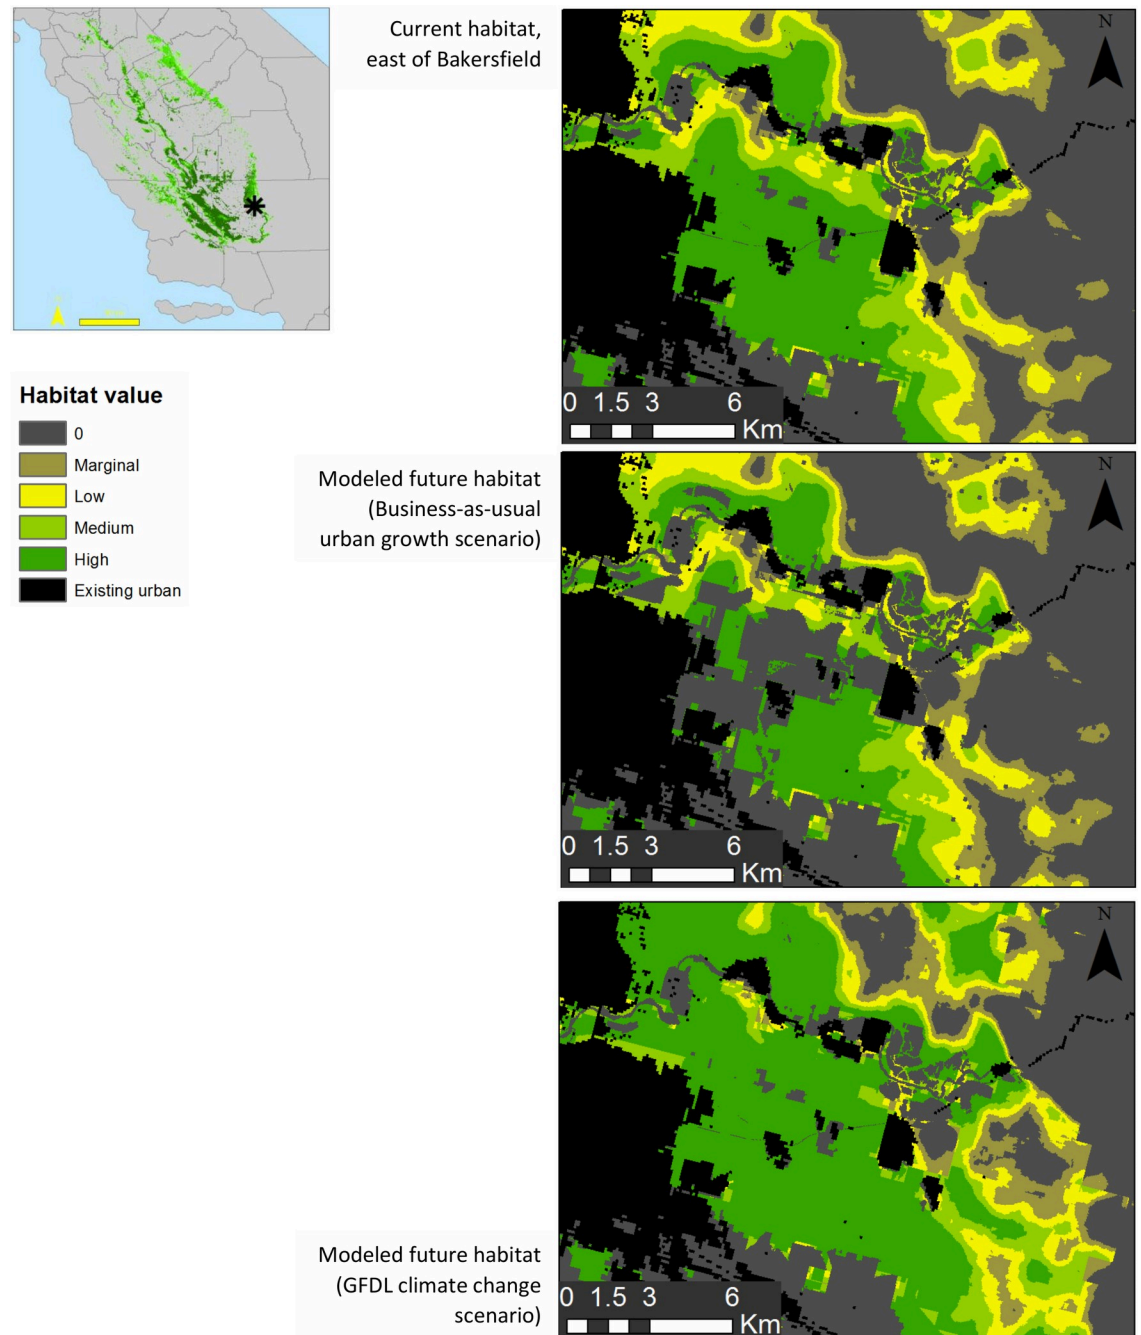 Current habitat,
east of Bakersfield
N
0 1.5 3 6
Km
Habitat value
0
Marginal
Low
Medium
High
Existing urban
Modeled future habitat
(Business-as-usual
urban growth scenario)
N
0 1.5 3 6
Km
Modeled future habitat
(GFDL climate change
scenario)
N
0 1.5 3 6
Km